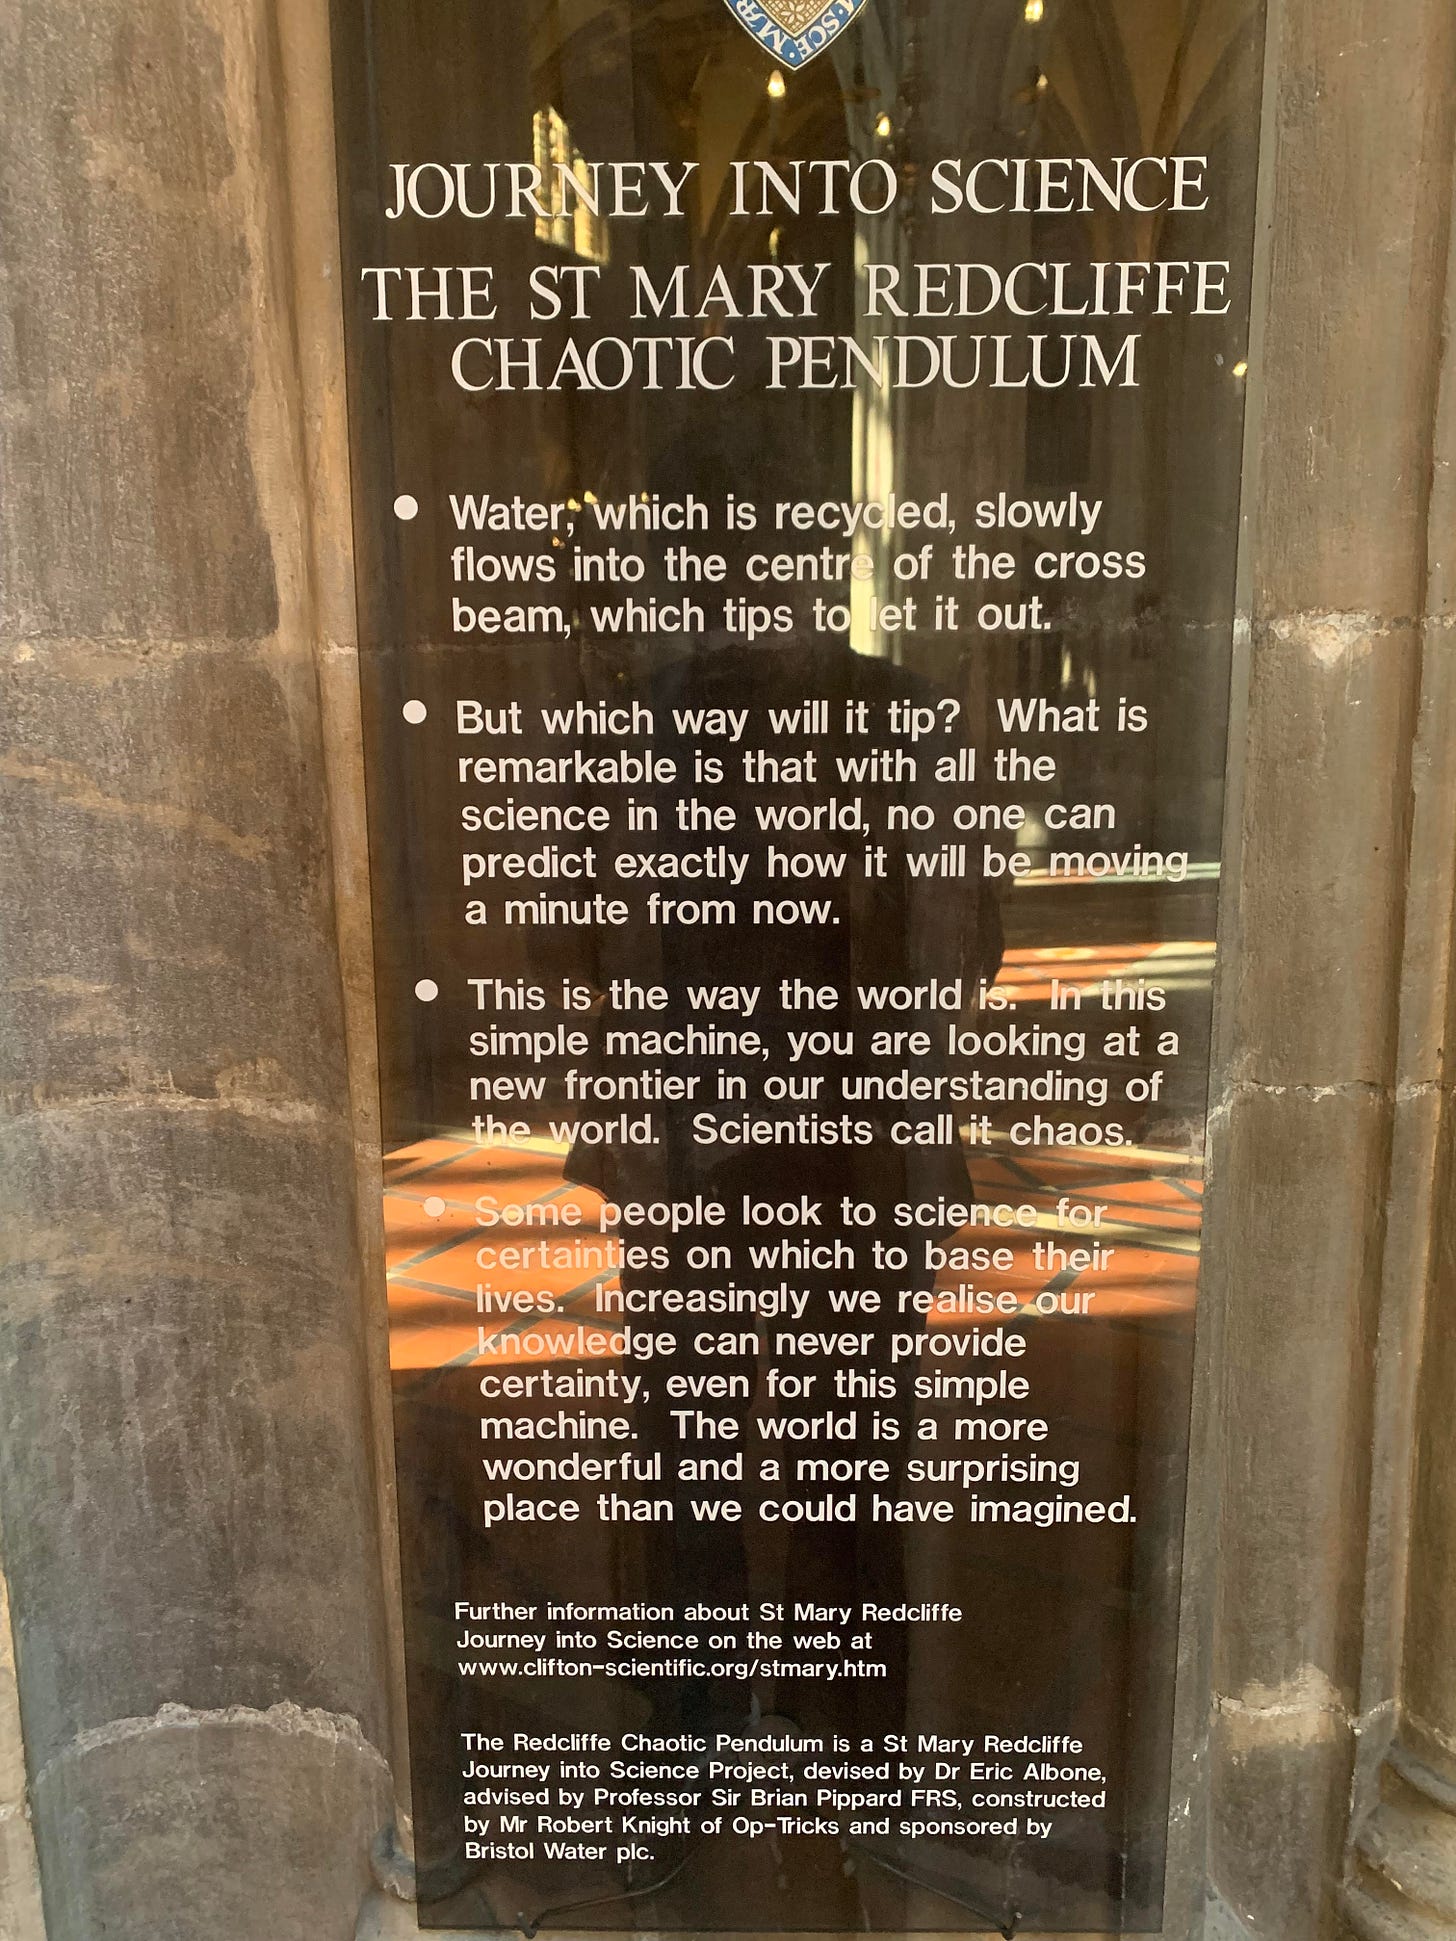 JOURNEY INTO SCIENCE
THE ST MARY REDCLIFFE
CHAOTIC PENDULUM
• Water, which is recycled, slowly
flows into the centre of the cross
beam, which tips to let it out.
• But which way will it tip? What is
remarkable is that with all the
science in the world, no one can
predict exactly how it will be moving
a minute from now.
• This is the way the world is. In this
simple machine, you are looking at a
new frontier in our understanding of
the world. Scientists call it chaos.
• Some people look to science for
certainties on which to base their
lives. Increasingly we realise our
knowledge can never provide
certainty, even for this simple
machine. The world is a more
wonderful and a more surprising
place than we could have imagined.
Further information about St Mary Redcliffe
Journey into Science on the web at
www.clifton-scientific.org/stmary.htm
The Redcliffe Chaotic Pendulum is a St Mary Redcliffe
Journey into Science Project, devised by Dr Eric Albone,
advised by Professor Sir Brian Pippard FRS, constructed
by Mr Robert Knight of Op-Tricks and sponsored by
Bristol Water plc.